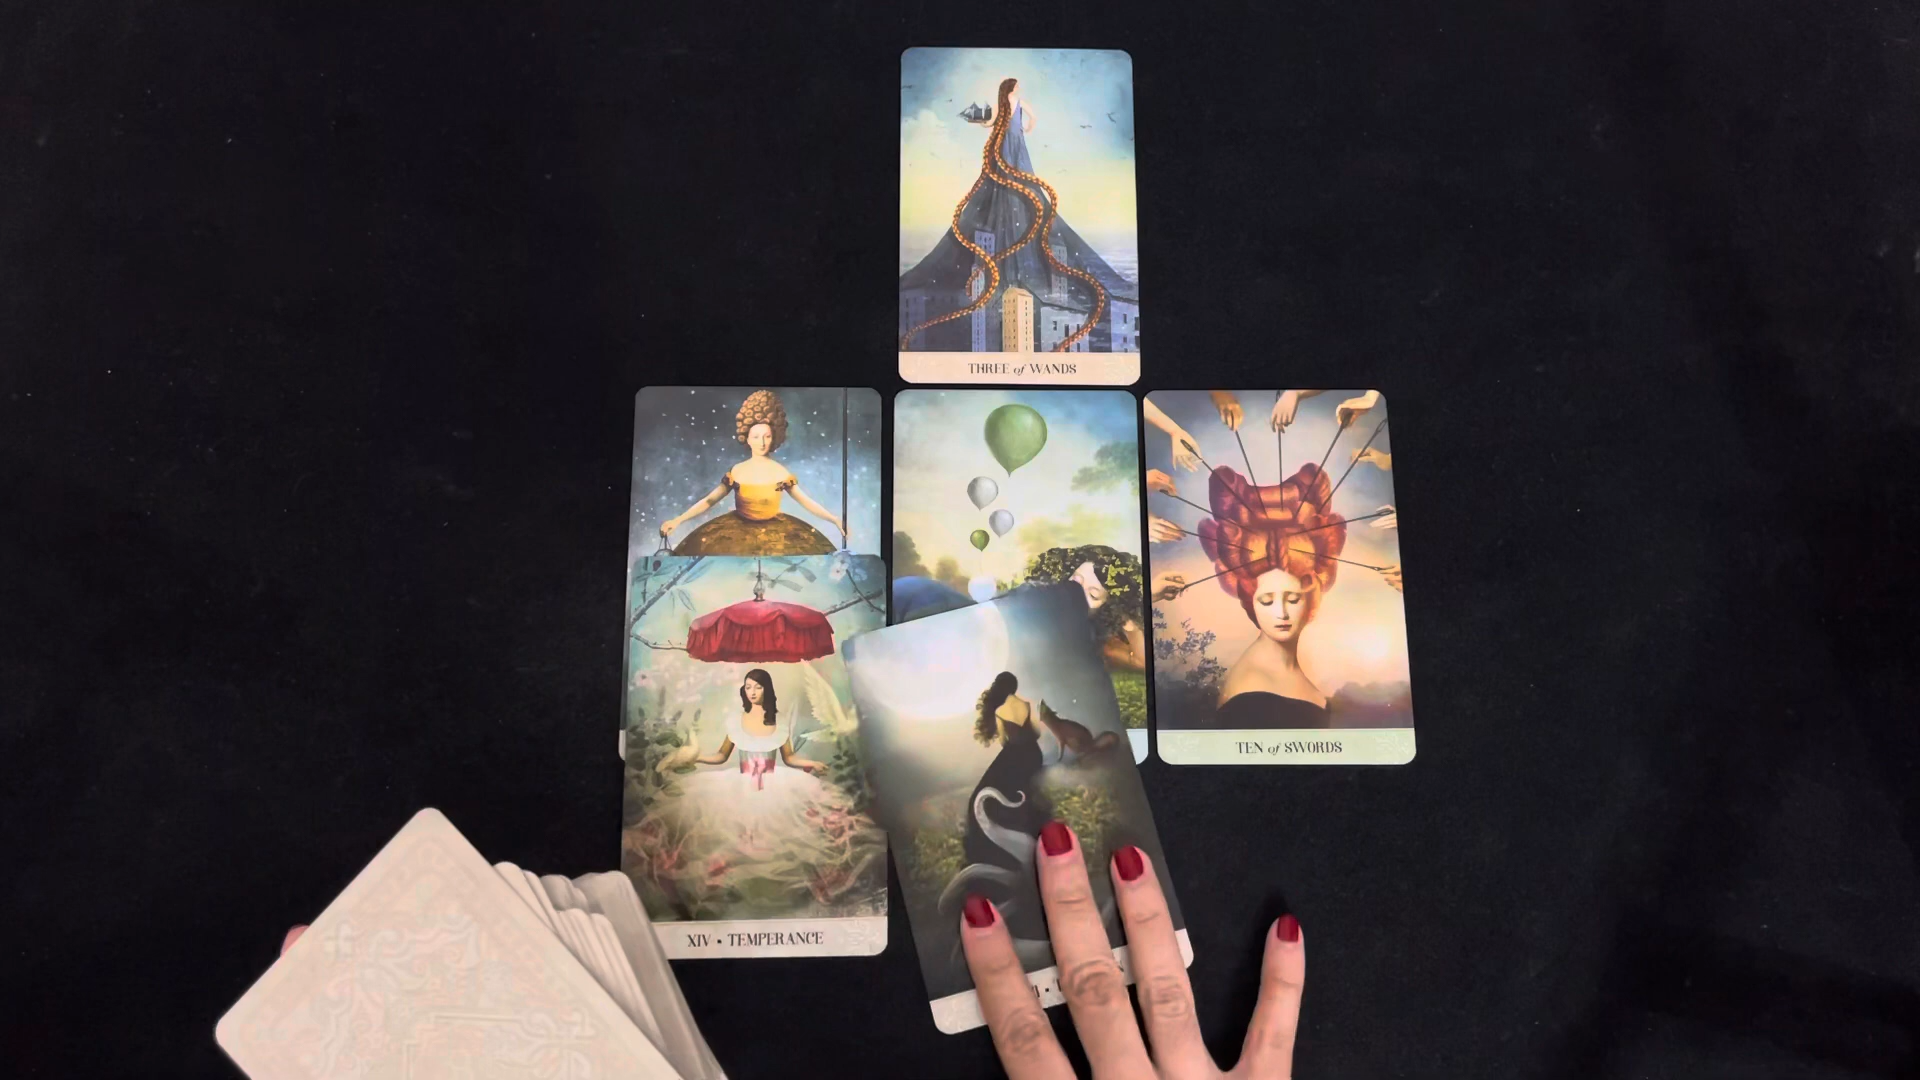 THREE of WANDS
TEN of SWORDS
XIV • TEMPERANCE